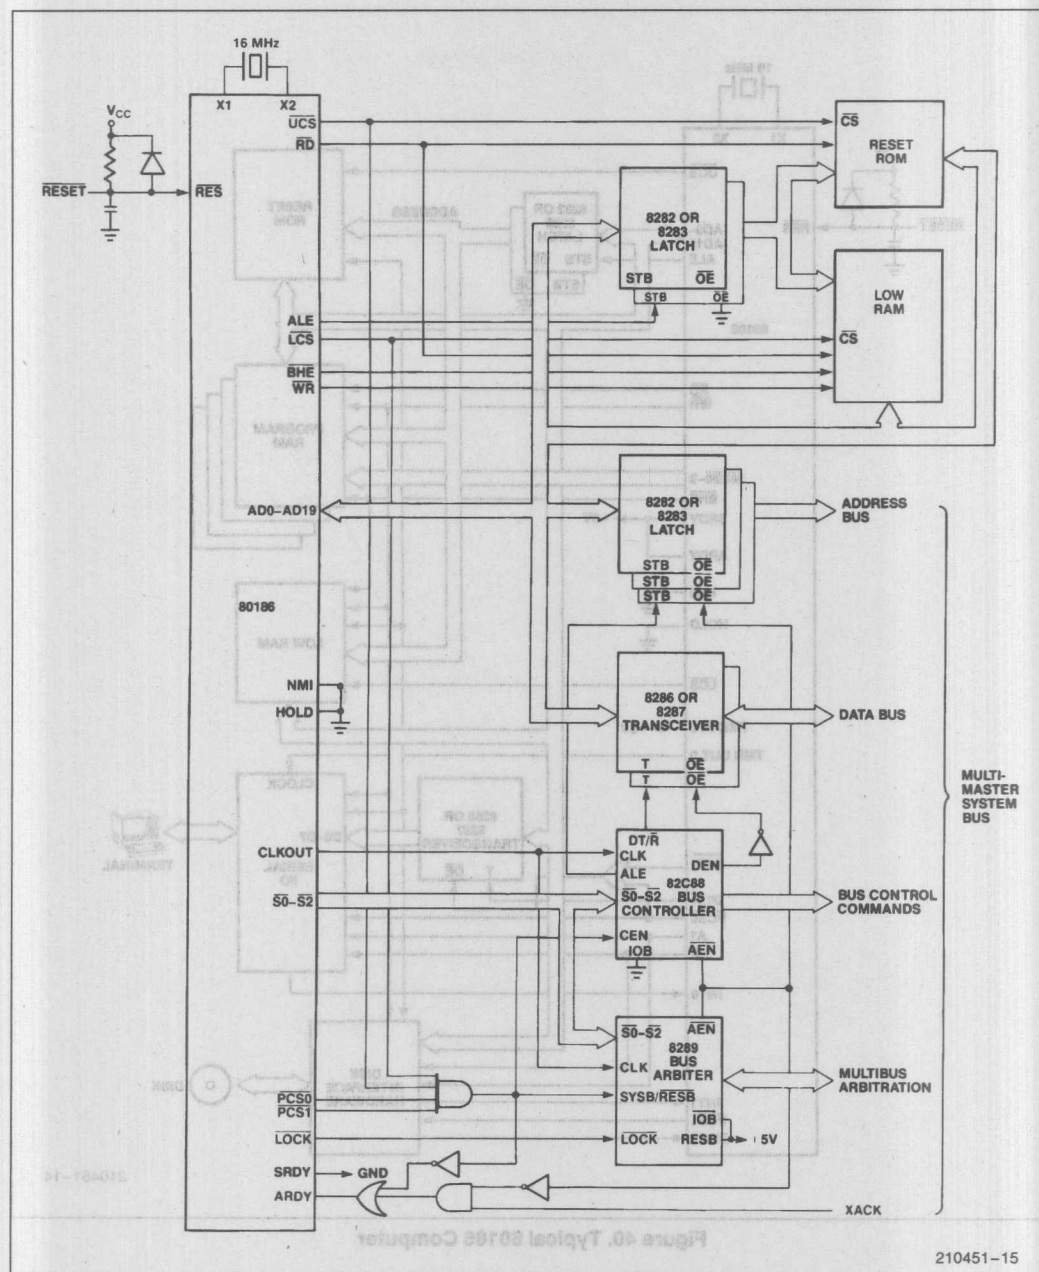 16 MHz
X1 X2
VCC
RESET
RES
UCS
RD
CS
RESET
ROM
8282 OR
8283
LATCH
STB OE
STB OE
LOW
RAM
CS
ALE
LCS
BHE
WR
AD0–AD19
8282 OR
8283
LATCH
STB OE
STB OE
STB OE
ADDRESS
BUS
80186
NMI
HOLD
8286 OR
8287
TRANSCEIVER
T OE
T OE
DATA BUS
MULTI-
MASTER
SYSTEM
BUS
CLKOUT
S0–S2
DT/R
CLK
ALE
DEN
82C88
S0–S2 BUS
CONTROLLER
CEN
IOB AEN
BUS CONTROL
COMMANDS
S0–S2 AEN
8289
BUS
ARBITER
CLK
SYSB/RESB
IOB
LOCK RESB
5V
MULTIBUS
ARBITRATION
PCS0
PCS1
LOCK
SRDY
GND
ARDY
XACK
Figure 40. Typical 80186 Computer
210451–14
210451–15